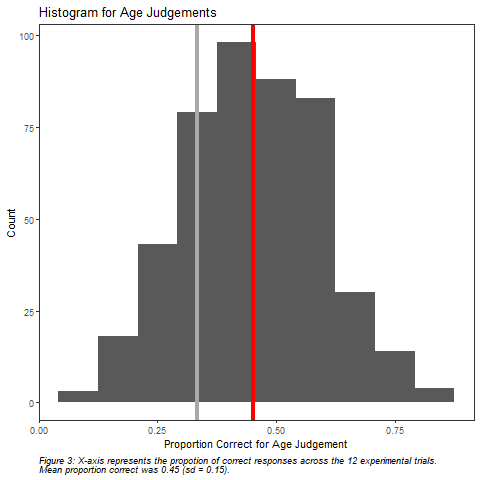 Histogram for Age Judgements
100
75
50
25
0
Count
0.00 0.25 0.50 0.75
Proportion Correct for Age Judgement
Figure 3: X-axis represents the propotion of correct responses across the 12 experimental trials.
Mean proportion correct was 0.45 (sd = 0.15).